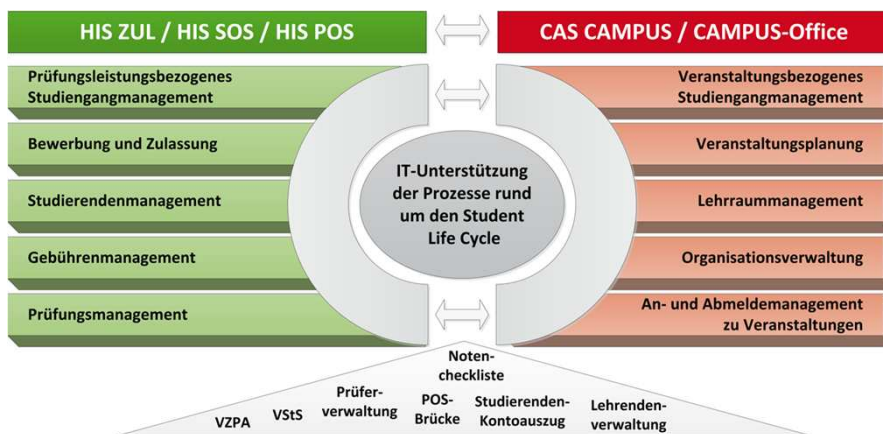 HIS ZUL / HIS SOS / HIS POS
CAS CAMPUS / CAMPUS-Office
Prüfungsleistungsbezogenes
Studiengangmanagement
Bewerbung und Zulassung
Studierendenmanagement
Gebührenmanagement
Prüfungsmanagement
IT-Unterstützung
der Prozesse rund
um den Student
Life Cycle
Veranstaltungsbezogenes
Studiengangmanagement
Veranstaltungsplanung
Lehrraummanagement
Organisationsverwaltung
An- und Abmeldemanagement
zu Veranstaltungen
Noten-
checkliste
VZPA
VStS
Prüfer-
verwaltung
POS-
Brücke
Studierenden-
Kontoauszug
Lehrenden-
verwaltung